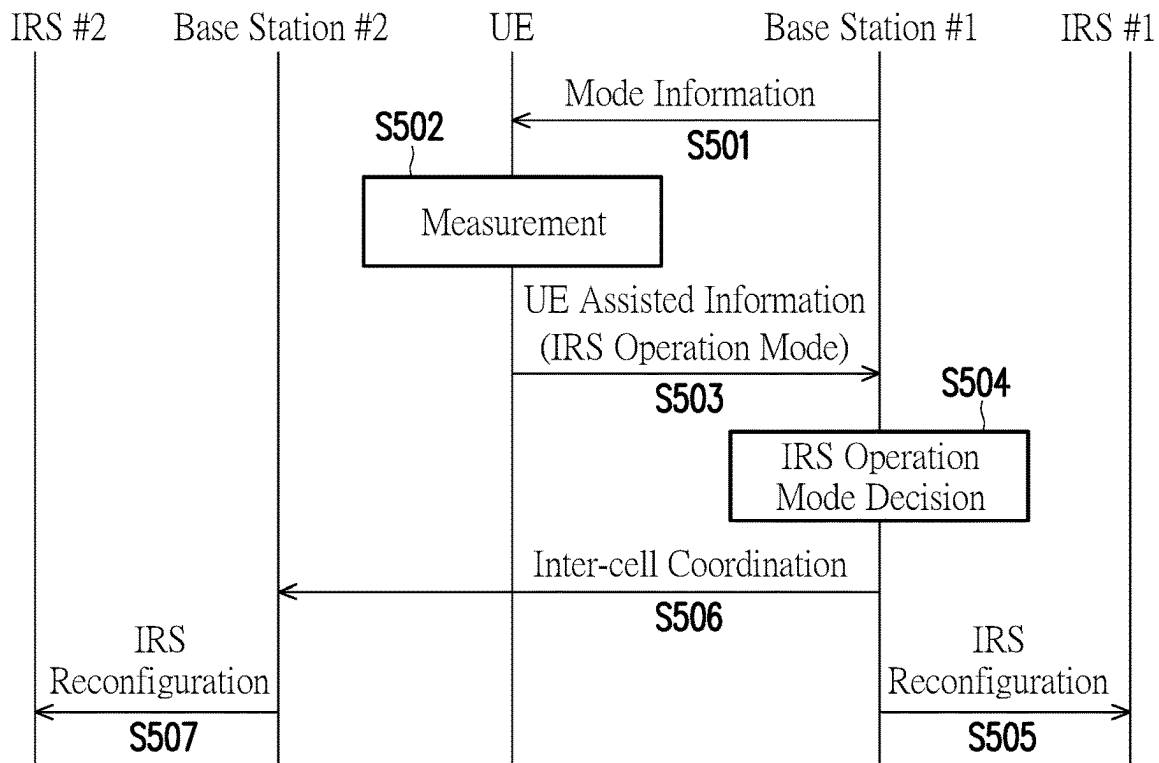 IRS #2
Base Station #2
UE
Base Station #1
IRS #1
Mode Information
S501
S502
Measurement
UE Assisted Information
(IRS Operation Mode)
S503
S504
IRS Operation
Mode Decision
Inter-cell Coordination
S506
IRS
Reconfiguration
S507
IRS
Reconfiguration
S505